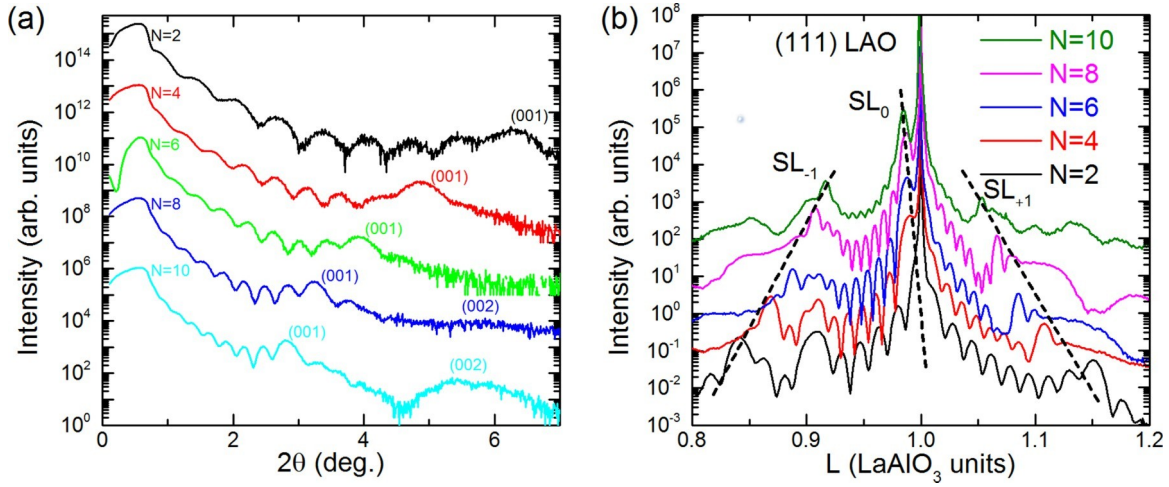 (a)
10^14
10^12
10^10
10^8
10^6
10^4
10^2
10^0
Intensity (arb. units)
N=2
(001)
N=4
(001)
N=6
(001)
N=8
(001)
(002)
N=10
(001)
(002)
0
2
4
6
2θ (deg.)
(b)
10^8
10^7
10^6
10^5
10^4
10^3
10^2
10^1
10^0
10^-1
10^-2
10^-3
Intensity (arb. units)
(111) LAO
SL_0
SL_-1
SL_+1
N=10
N=8
N=6
N=4
N=2
0.8
0.9
1.0
1.1
1.2
L (LaAlO_3 units)